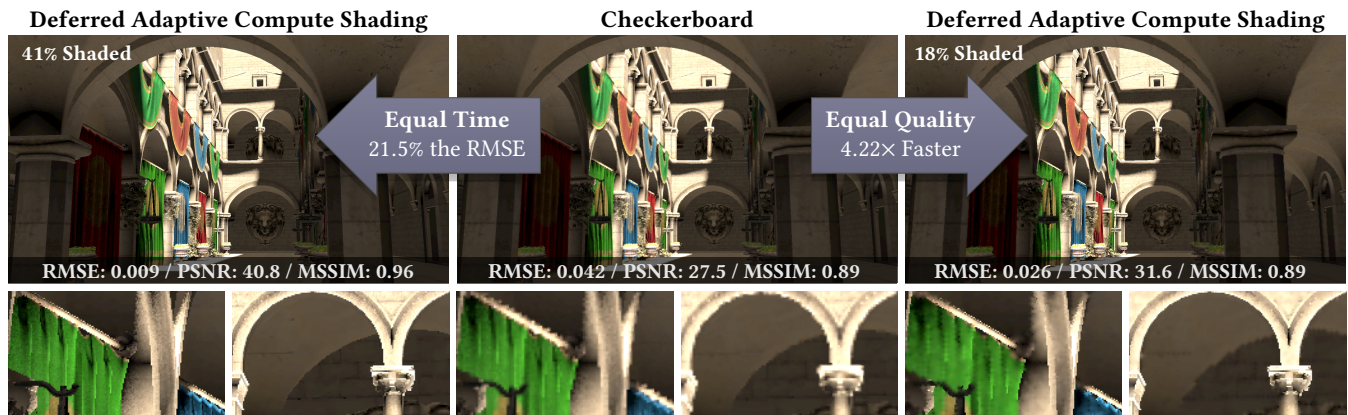 Deferred Adaptive Compute Shading
Checkerboard
Deferred Adaptive Compute Shading
41% Shaded
Equal Time
21.5% the RMSE
Equal Quality
4.22× Faster
18% Shaded
RMSE: 0.009 / PSNR: 40.8 / MSSIM: 0.96
RMSE: 0.042 / PSNR: 27.5 / MSSIM: 0.89
RMSE: 0.026 / PSNR: 31.6 / MSSIM: 0.89